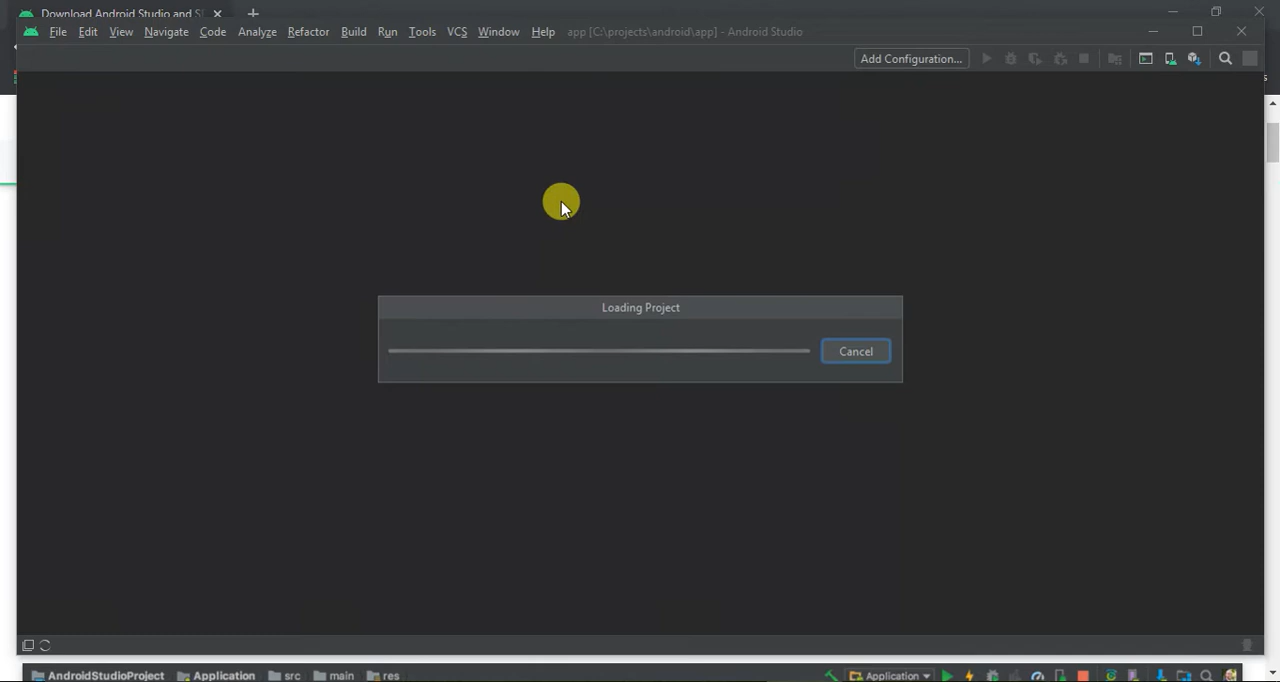 Download Android Studio and S
File Edit View Navigate Code Analyze Refactor Build Run Tools VCS Window Help app [C:\projects\android\app] - Android Studio
Add Configuration...
Loading Project
Cancel
AndroidStudioProject Application src main res Application